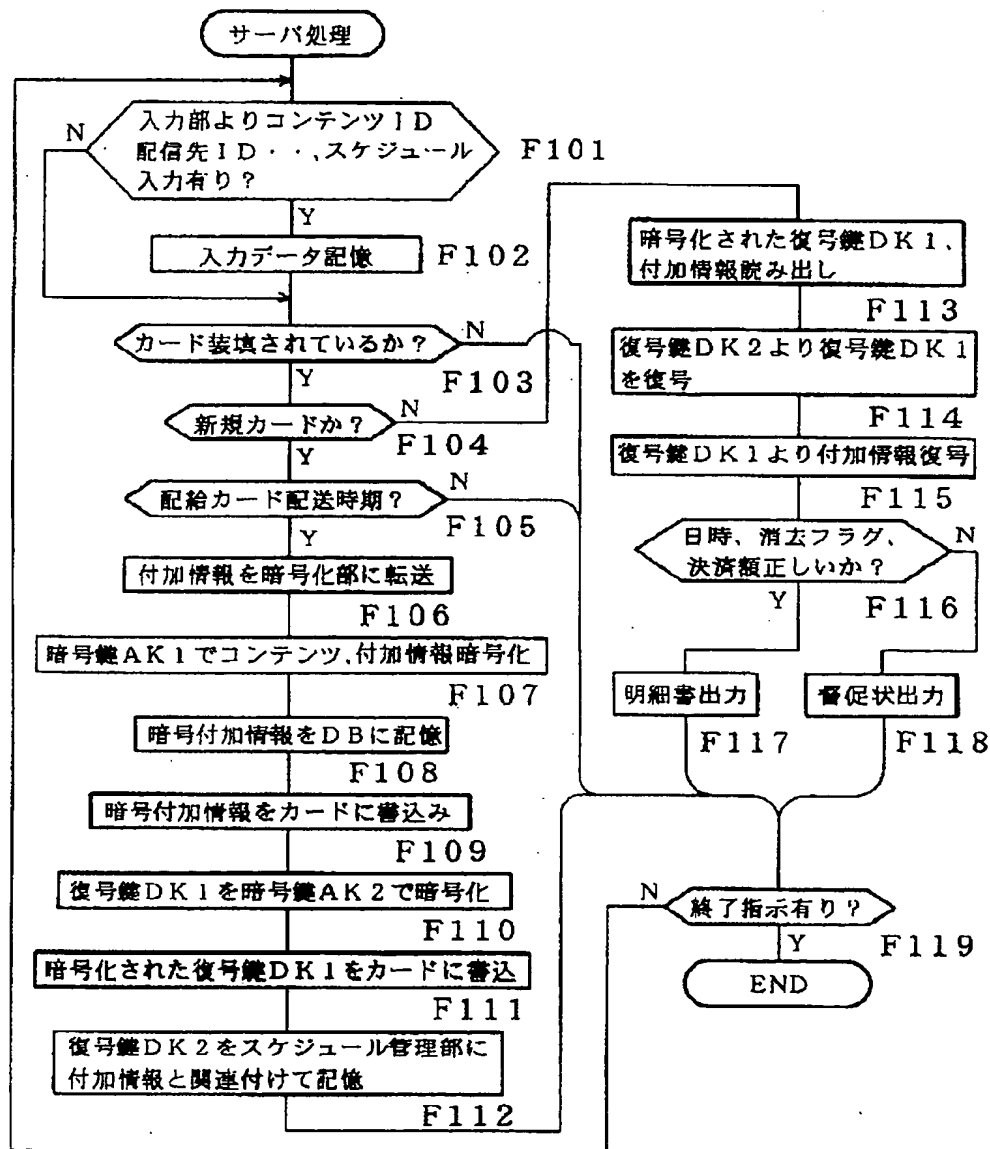 サーバ処理
入力部よりコンテンツID
配信先ID・・,スケジュール
入力有り?
N
F101
Y
入力データ記憶
F102
カード装填されているか?
N
F103
Y
新規カードか?
N
F104
Y
配給カード配送時期?
N
F105
Y
付加情報を暗号化部に転送
F106
暗号鍵AK1でコンテンツ,付加情報暗号化
F107
暗号付加情報をDBに記憶
F108
暗号付加情報をカードに書込み
F109
復号鍵DK1を暗号鍵AK2で暗号化
F110
暗号化された復号鍵DK1をカードに書込
F111
復号鍵DK2をスケジュール管理部に
付加情報と関連付けて記憶
F112
暗号化された復号鍵DK1、
付加情報読み出し
F113
復号鍵DK2より復号鍵DK1
を復号
F114
復号鍵DK1より付加情報復号
F115
日時、消去フラグ、
決済額正しいか?
N
Y
F116
明細書出力
F117
督促状出力
F118
N
終了指示有り?
Y
F119
END